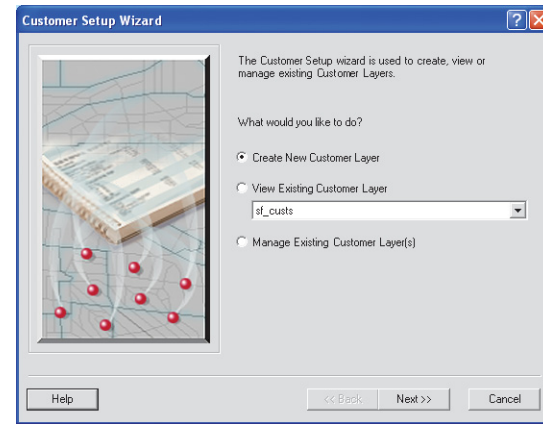 Customer Setup Wizard
The Customer Setup wizard is used to create, view or
manage existing Customer Layers.
What would you like to do?
Create New Customer Layer
View Existing Customer Layer
sf_custs
Manage Existing Customer Layer(s)
Help
<< Back
Next >>
Cancel